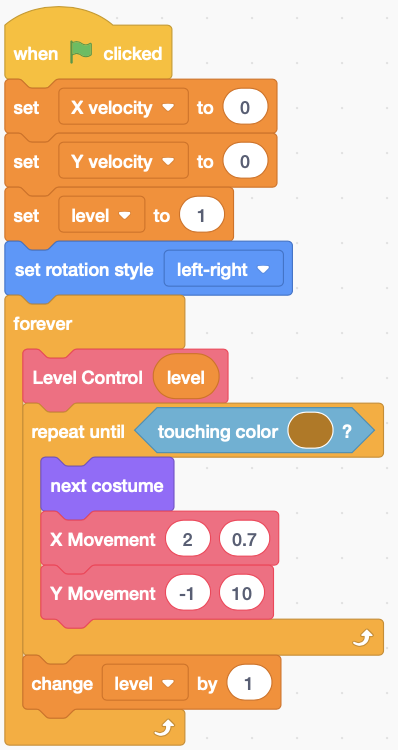 when clicked
set X velocity to 0
set Y velocity to 0
set level to 1
set rotation style left-right
forever
Level Control level
repeat until touching color ?
next costume
X Movement 2 0.7
Y Movement -1 10
change level by 1